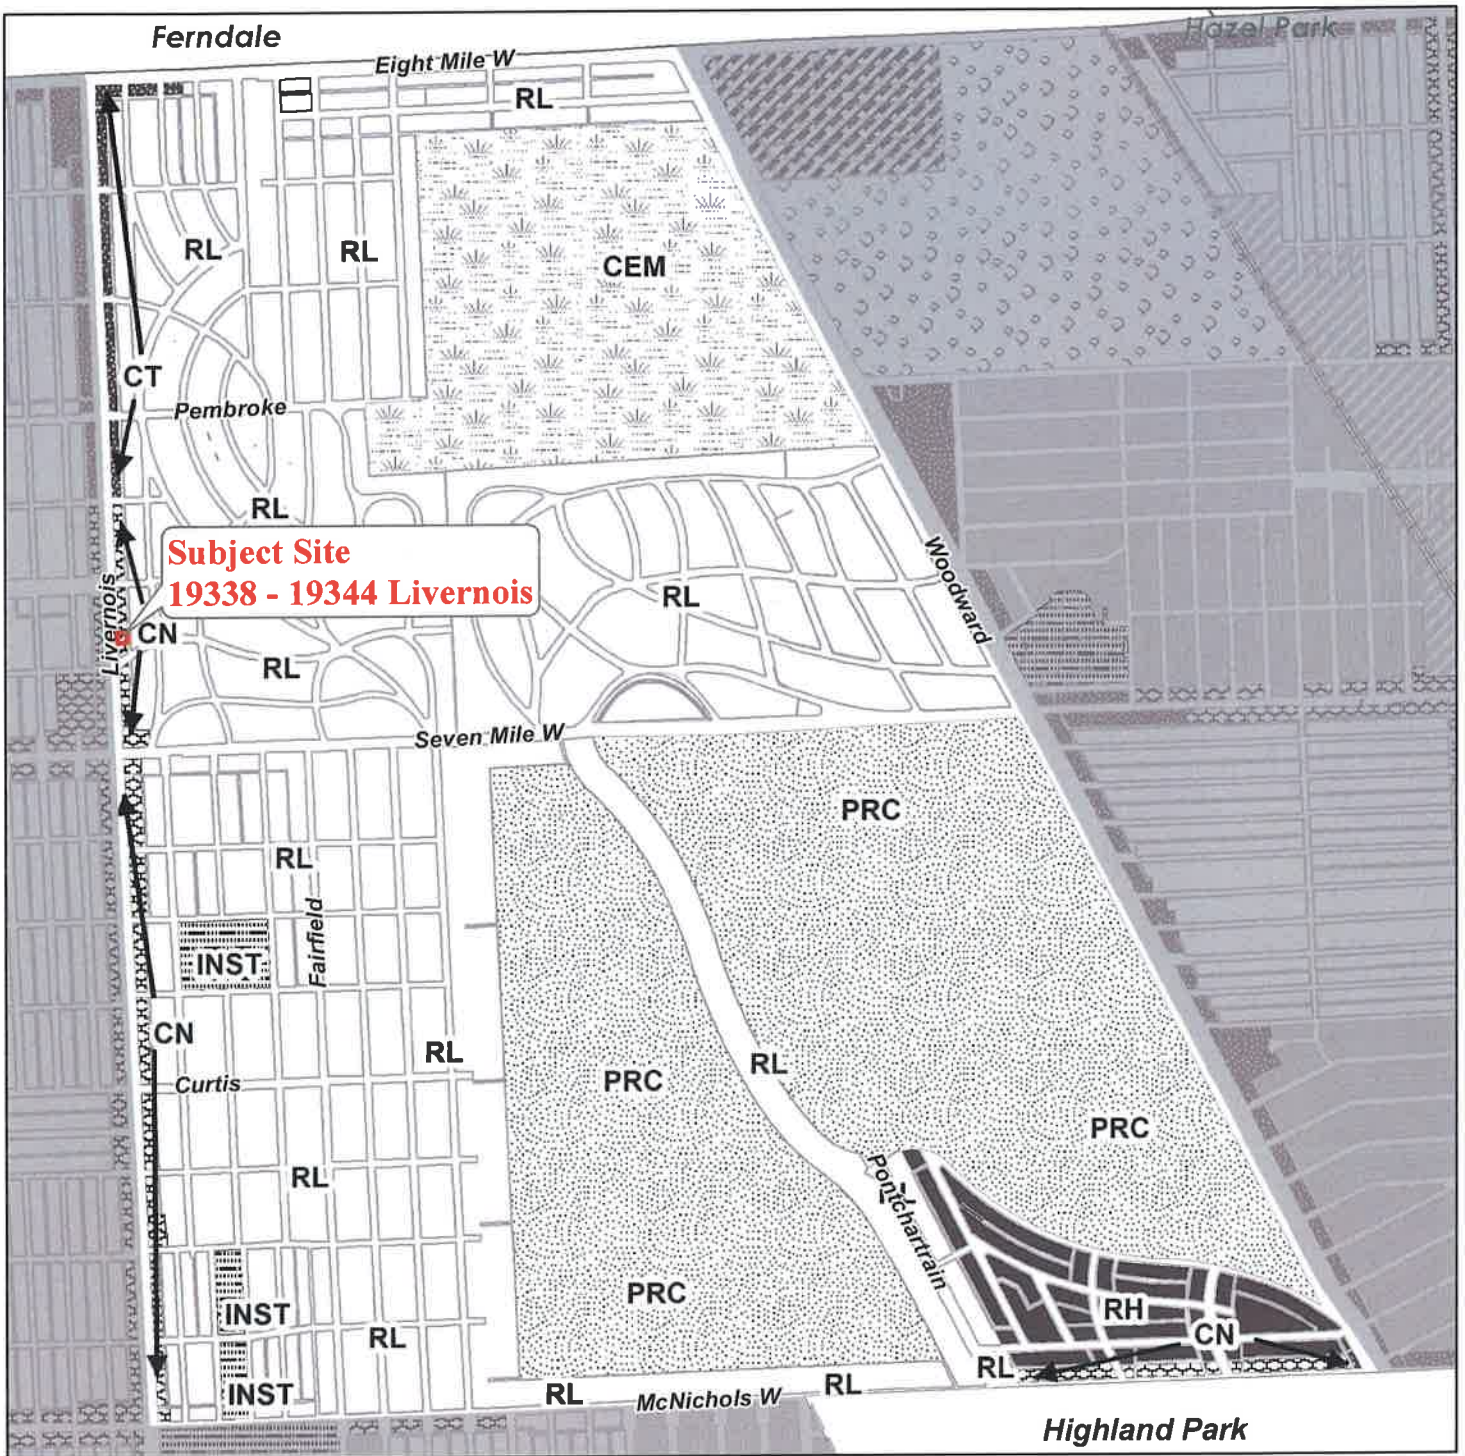 Ferndale
Hazel Park
Eight Mile W
RL
RL
RL
CEM
CT
Pembroke
RL
Subject Site
19338 - 19344 Livernois
Livernois
Woodward
RL
CN
RL
Seven Mile W
PRC
RL
Fairfield
INST
CN
RL
RL
Curtis
PRC
PRC
RL
Pontchartrain
PRC
RH
INST
CN
RL
RL
INST
RL
McNichols W
RL
Highland Park